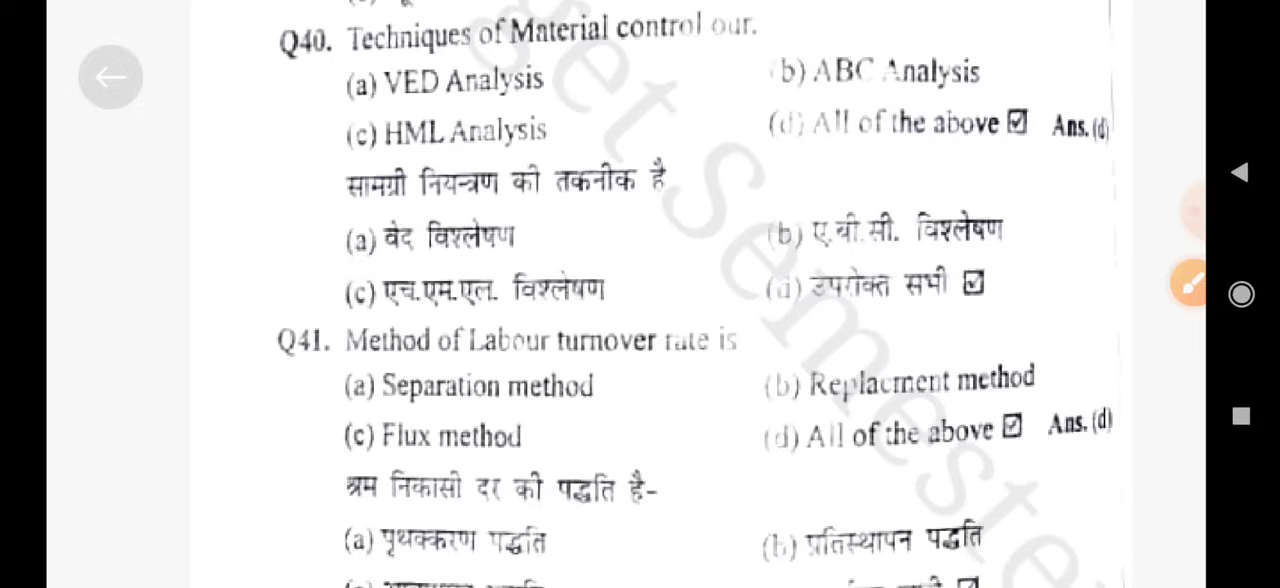 Q40. Techniques of Material control our.
(a) VED Analysis (b) ABC Analysis
(c) HML Analysis (d) All of the above ☑ Ans. (d)
सामग्री नियन्त्रण की तकनीक है
(a) वेद विश्लेषण (b) ए.बी.सी. विश्लेषण
(c) एच.एम.एल. विश्लेषण (d) उपरोक्त सभी ☑
Q41. Method of Labour turnover rate is
(a) Separation method (b) Replacment method
(c) Flux method (d) All of the above ☑ Ans. (d)
श्रम निकासी दर की पद्धति है-
(a) पृथक्करण पद्धति (b) प्रतिस्थापन पद्धति
get Semeste